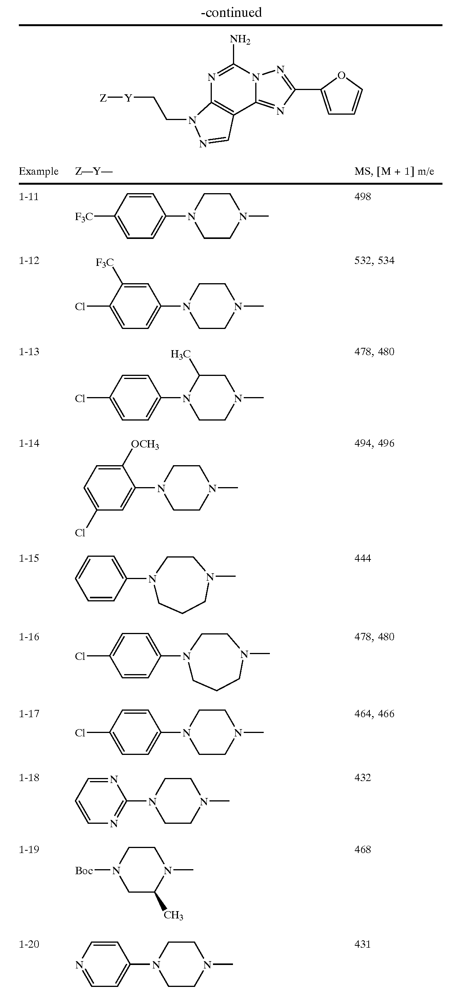 -continued
NH2
N N N O
Z—Y N
N
N
Example Z—Y— MS, [M + 1] m/e
1-11 498
F3C N N
1-12 532, 534
F3C
Cl N N
1-13 478, 480
H3C
Cl N N
1-14 494, 496
OCH3
N N
Cl
1-15 444
N N
1-16 478, 480
Cl N N
1-17 464, 466
Cl N N
1-18 432
N
N N
N
1-19 468
Boc N N
CH3
1-20 431
N N N